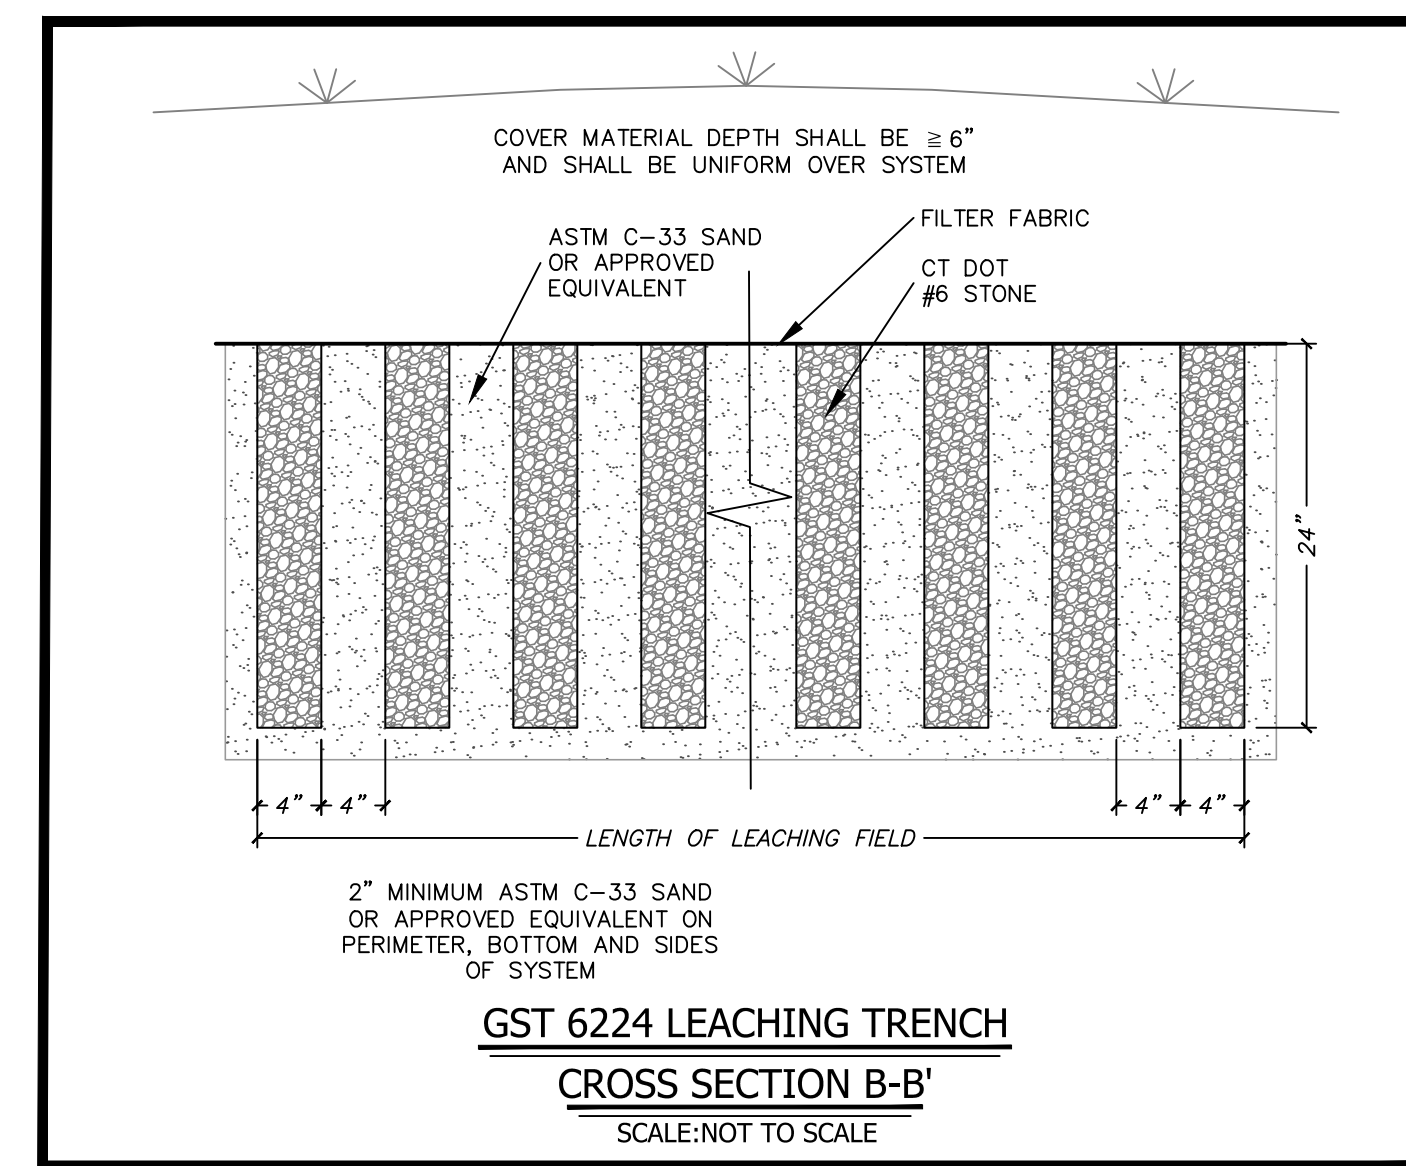 COVER MATERIAL DEPTH SHALL BE ≧ 6”
AND SHALL BE UNIFORM OVER SYSTEM
FILTER FABRIC
ASTM C-33 SAND
OR APPROVED
EQUIVALENT
CT DOT
#6 STONE
24”
4” 4” 4” 4”
LENGTH OF LEACHING FIELD
2” MINIMUM ASTM C-33 SAND
OR APPROVED EQUIVALENT ON
PERIMETER, BOTTOM AND SIDES
OF SYSTEM
GST 6224 LEACHING TRENCH
CROSS SECTION B-B'
SCALE:NOT TO SCALE